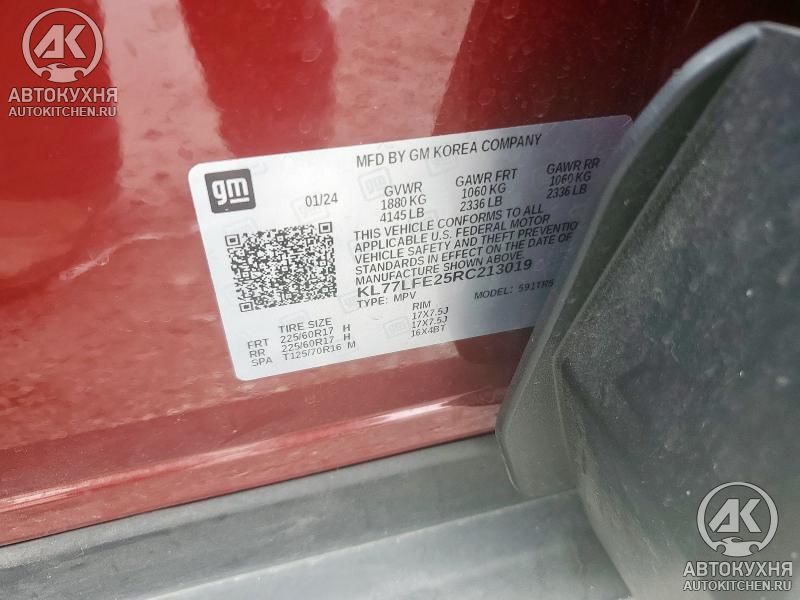 AK
АВТОКУХНЯ
AUTOKITCHEN.RU
gm
MFD BY GM KOREA COMPANY
01/24
GVWR GAWR FRT GAWR RR
1880 KG 1060 KG 1060 KG
4145 LB 2336 LB 2336 LB
THIS VEHICLE CONFORMS TO ALL
APPLICABLE U.S. FEDERAL MOTOR
VEHICLE SAFETY AND THEFT PREVENTION
STANDARDS IN EFFECT ON THE DATE OF
MANUFACTURE SHOWN ABOVE.
KL77LFE25RC213019
TYPE: MPV MODEL: 591TR5
TIRE SIZE RIM
FRT 225/60R17 H 17X7.5J
RR 225/60R17 H 17X7.5J
SPA T125/70R16 M 16X4BT
AK
АВТОКУХНЯ
AUTOKITCHEN.RU